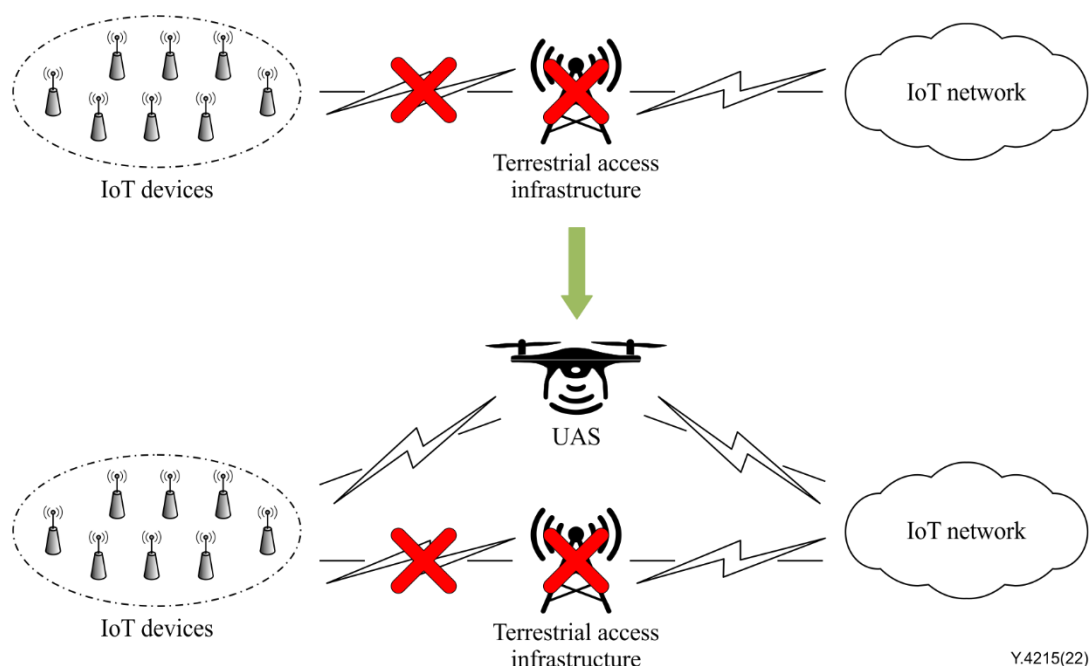 IoT network
IoT devices
Terrestrial access
infrastructure
UAS
IoT network
IoT devices
Terrestrial access
infrastructure
Y.4215(22)